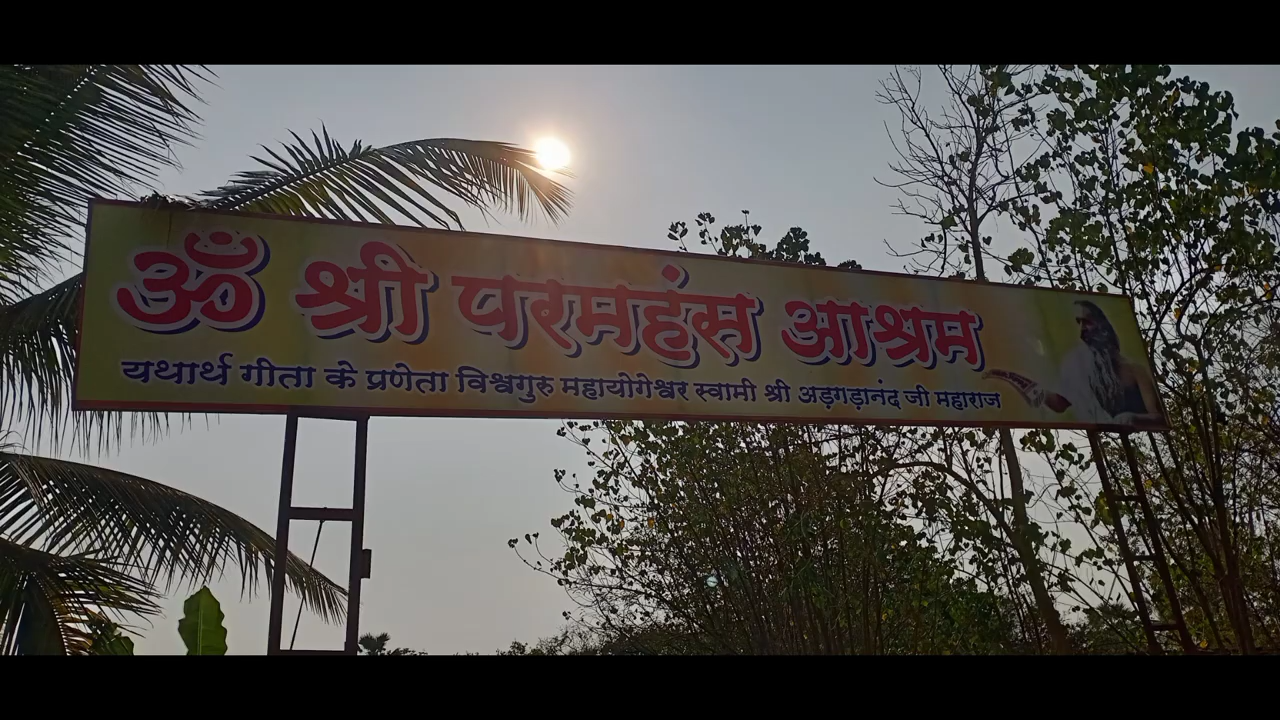 ॐ श्री परमहंस आश्रम
यथार्थ गीता के प्रणेता विश्वगुरु महायोगेश्वर स्वामी श्री अड़गड़ानंद जी महाराज